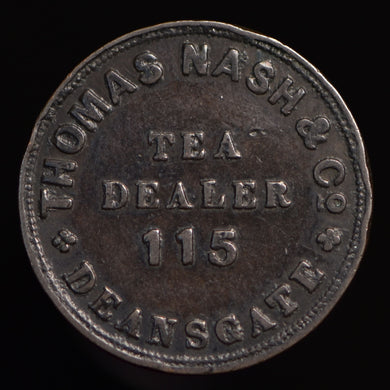 THOMAS NASH & Co
TEA
DEALER
115
DEANSGATE